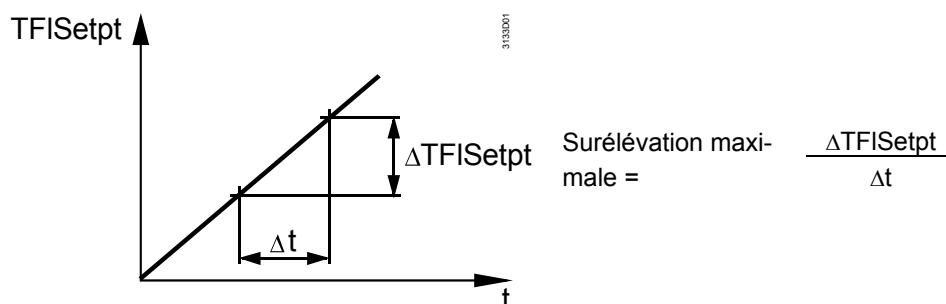 TFlSetpt
3133D01
ΔTFlSetpt
Δt
t
Surélévation maxi-
male =
ΔTFlSetpt
Δt